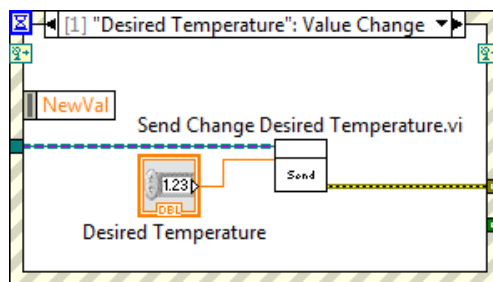 [1] "Desired Temperature": Value Change
NewVal
Send Change Desired Temperature.vi
Send
1.23
DBL
Desired Temperature